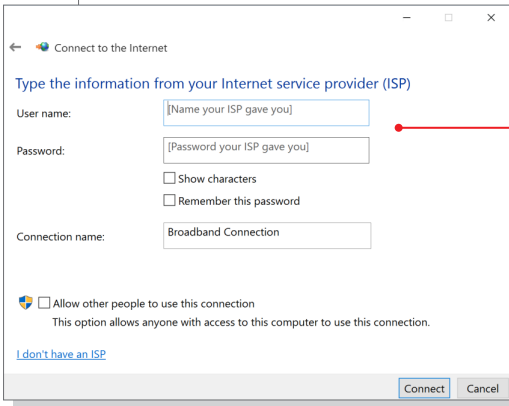 Connect to the Internet
Type the information from your Internet service provider (ISP)
User name:
[Name your ISP gave you]
Password:
[Password your ISP gave you]
Show characters
Remember this password
Connection name:
Broadband Connection
Allow other people to use this connection
This option allows anyone with access to this computer to use this connection.
I don't have an ISP
Connect
Cancel